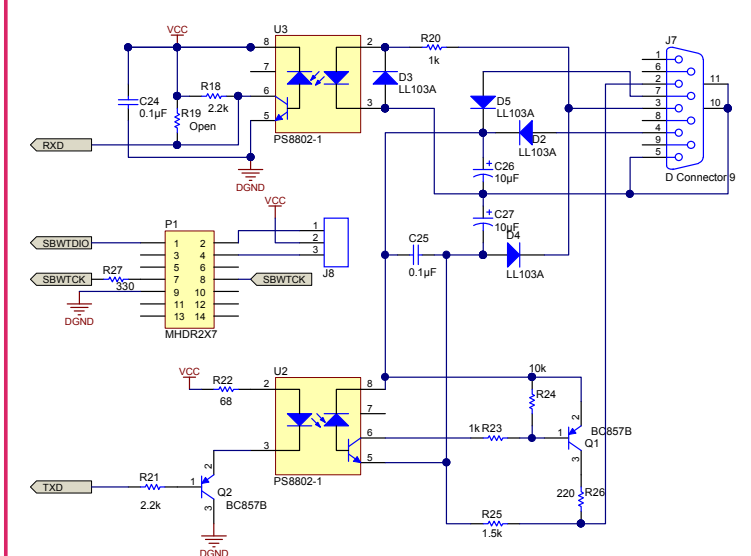 VCC
U3
J7
8
2
R20
1k
1
6
2
7
3
8
4
9
5
11
10
D Connector 9
7
C24
0.1µF
R18
2.2k
6
R19
Open
5
3
D3
LL103A
D5
LL103A
D2
LL103A
PS8802-1
RXD
DGND
C26
10µF
+
VCC
P1
C27
10µF
+
D4
LL103A
C25
0.1µF
SBWTDIO
1 2
3 4
5 6
7 8
9 10
11 12
13 14
1
2
3
J8
SBWTCK
R27
330
SBWTCK
DGND
MHDR2X7
VCC
R22
68
U2
2
8
7
3
6
5
PS8802-1
10k
R24
1k
R23
1
2
3
BC857B
Q1
TXD
R21
2.2k
1
2
3
Q2
BC857B
220
R26
R25
1.5k
DGND